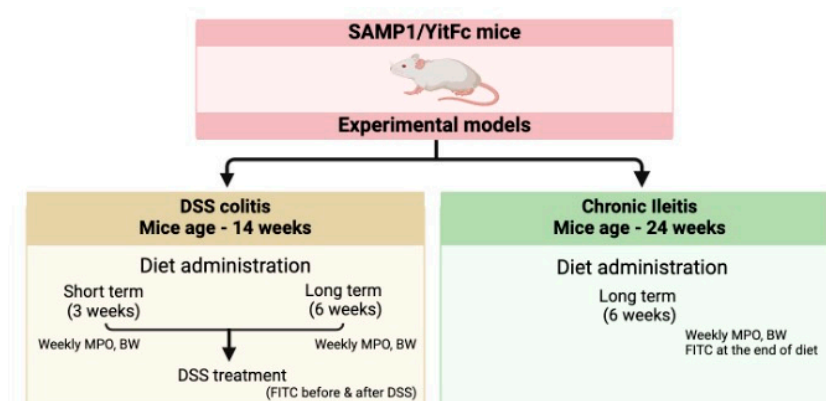 SAMP1/YitFc mice
Experimental models
DSS colitis
Mice age - 14 weeks
Diet administration
Short term
(3 weeks)
Long term
(6 weeks)
Weekly MPO, BW
Weekly MPO, BW
DSS treatment
(FITC before & after DSS)
Chronic Ileitis
Mice age - 24 weeks
Diet administration
Long term
(6 weeks)
Weekly MPO, BW
FITC at the end of diet